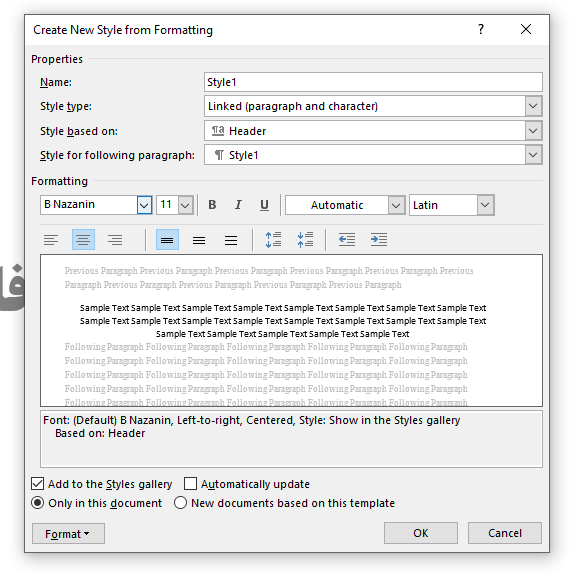 Create New Style from Formatting
Properties
Name: Style1
Style type: Linked (paragraph and character)
Style based on: ¶a Header
Style for following paragraph: ¶ Style1
Formatting
B Nazanin 11 B I U Automatic Latin
Previous Paragraph Previous Paragraph Previous Paragraph Previous Paragraph Previous Paragraph
Previous Paragraph Previous Paragraph Previous Paragraph Previous Paragraph
Sample Text Sample Text Sample Text Sample Text Sample Text Sample Text Sample Text Sample Text
Sample Text Sample Text Sample Text Sample Text Sample Text Sample Text Sample Text Sample Text
Sample Text Sample Text Sample Text Sample Text Sample Text
Following Paragraph Following Paragraph Following Paragraph Following Paragraph Following Paragraph
Following Paragraph Following Paragraph Following Paragraph Following Paragraph Following Paragraph
Following Paragraph Following Paragraph Following Paragraph Following Paragraph Following Paragraph
Following Paragraph Following Paragraph Following Paragraph Following Paragraph Following Paragraph
Following Paragraph Following Paragraph Following Paragraph Following Paragraph Following Paragraph
Font: (Default) B Nazanin, Left-to-right, Centered, Style: Show in the Styles gallery
Based on: Header
Add to the Styles gallery Automatically update
Only in this document New documents based on this template
Format OK Cancel